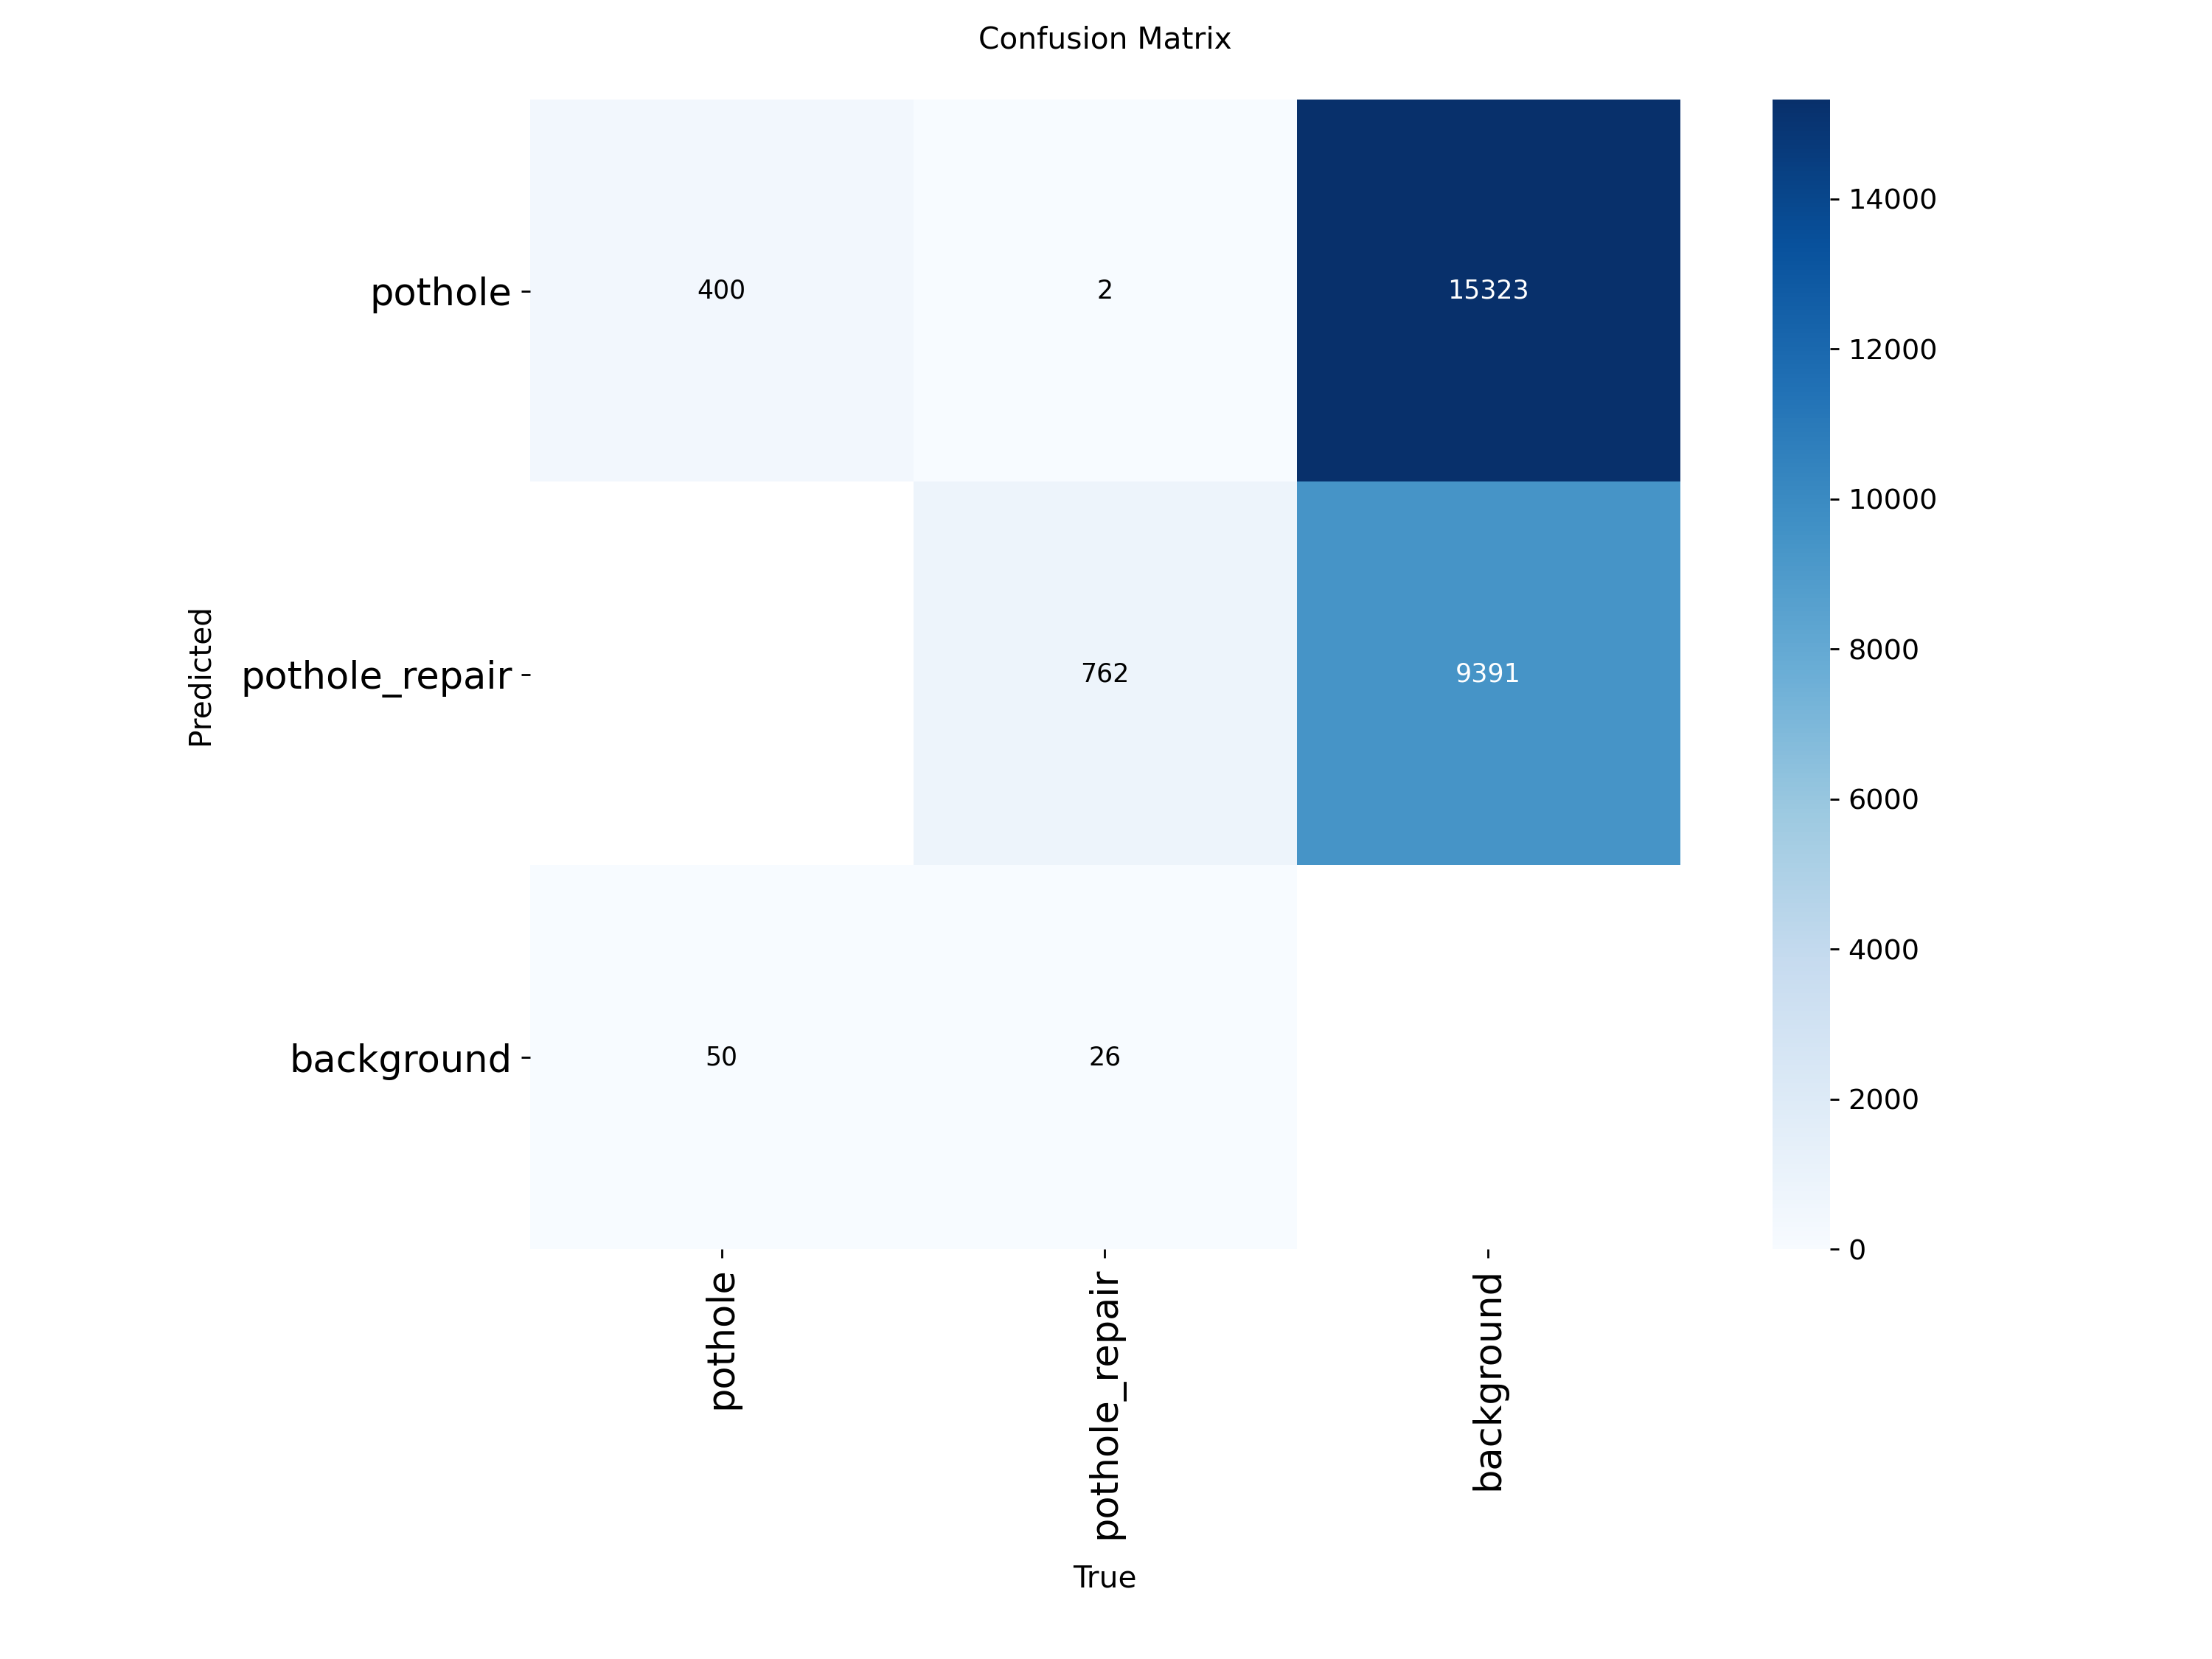 Confusion Matrix
Predicted
pothole
400
2
15323
pothole_repair
762
9391
background
50
26
pothole
pothole_repair
background
True
14000
12000
10000
8000
6000
4000
2000
0